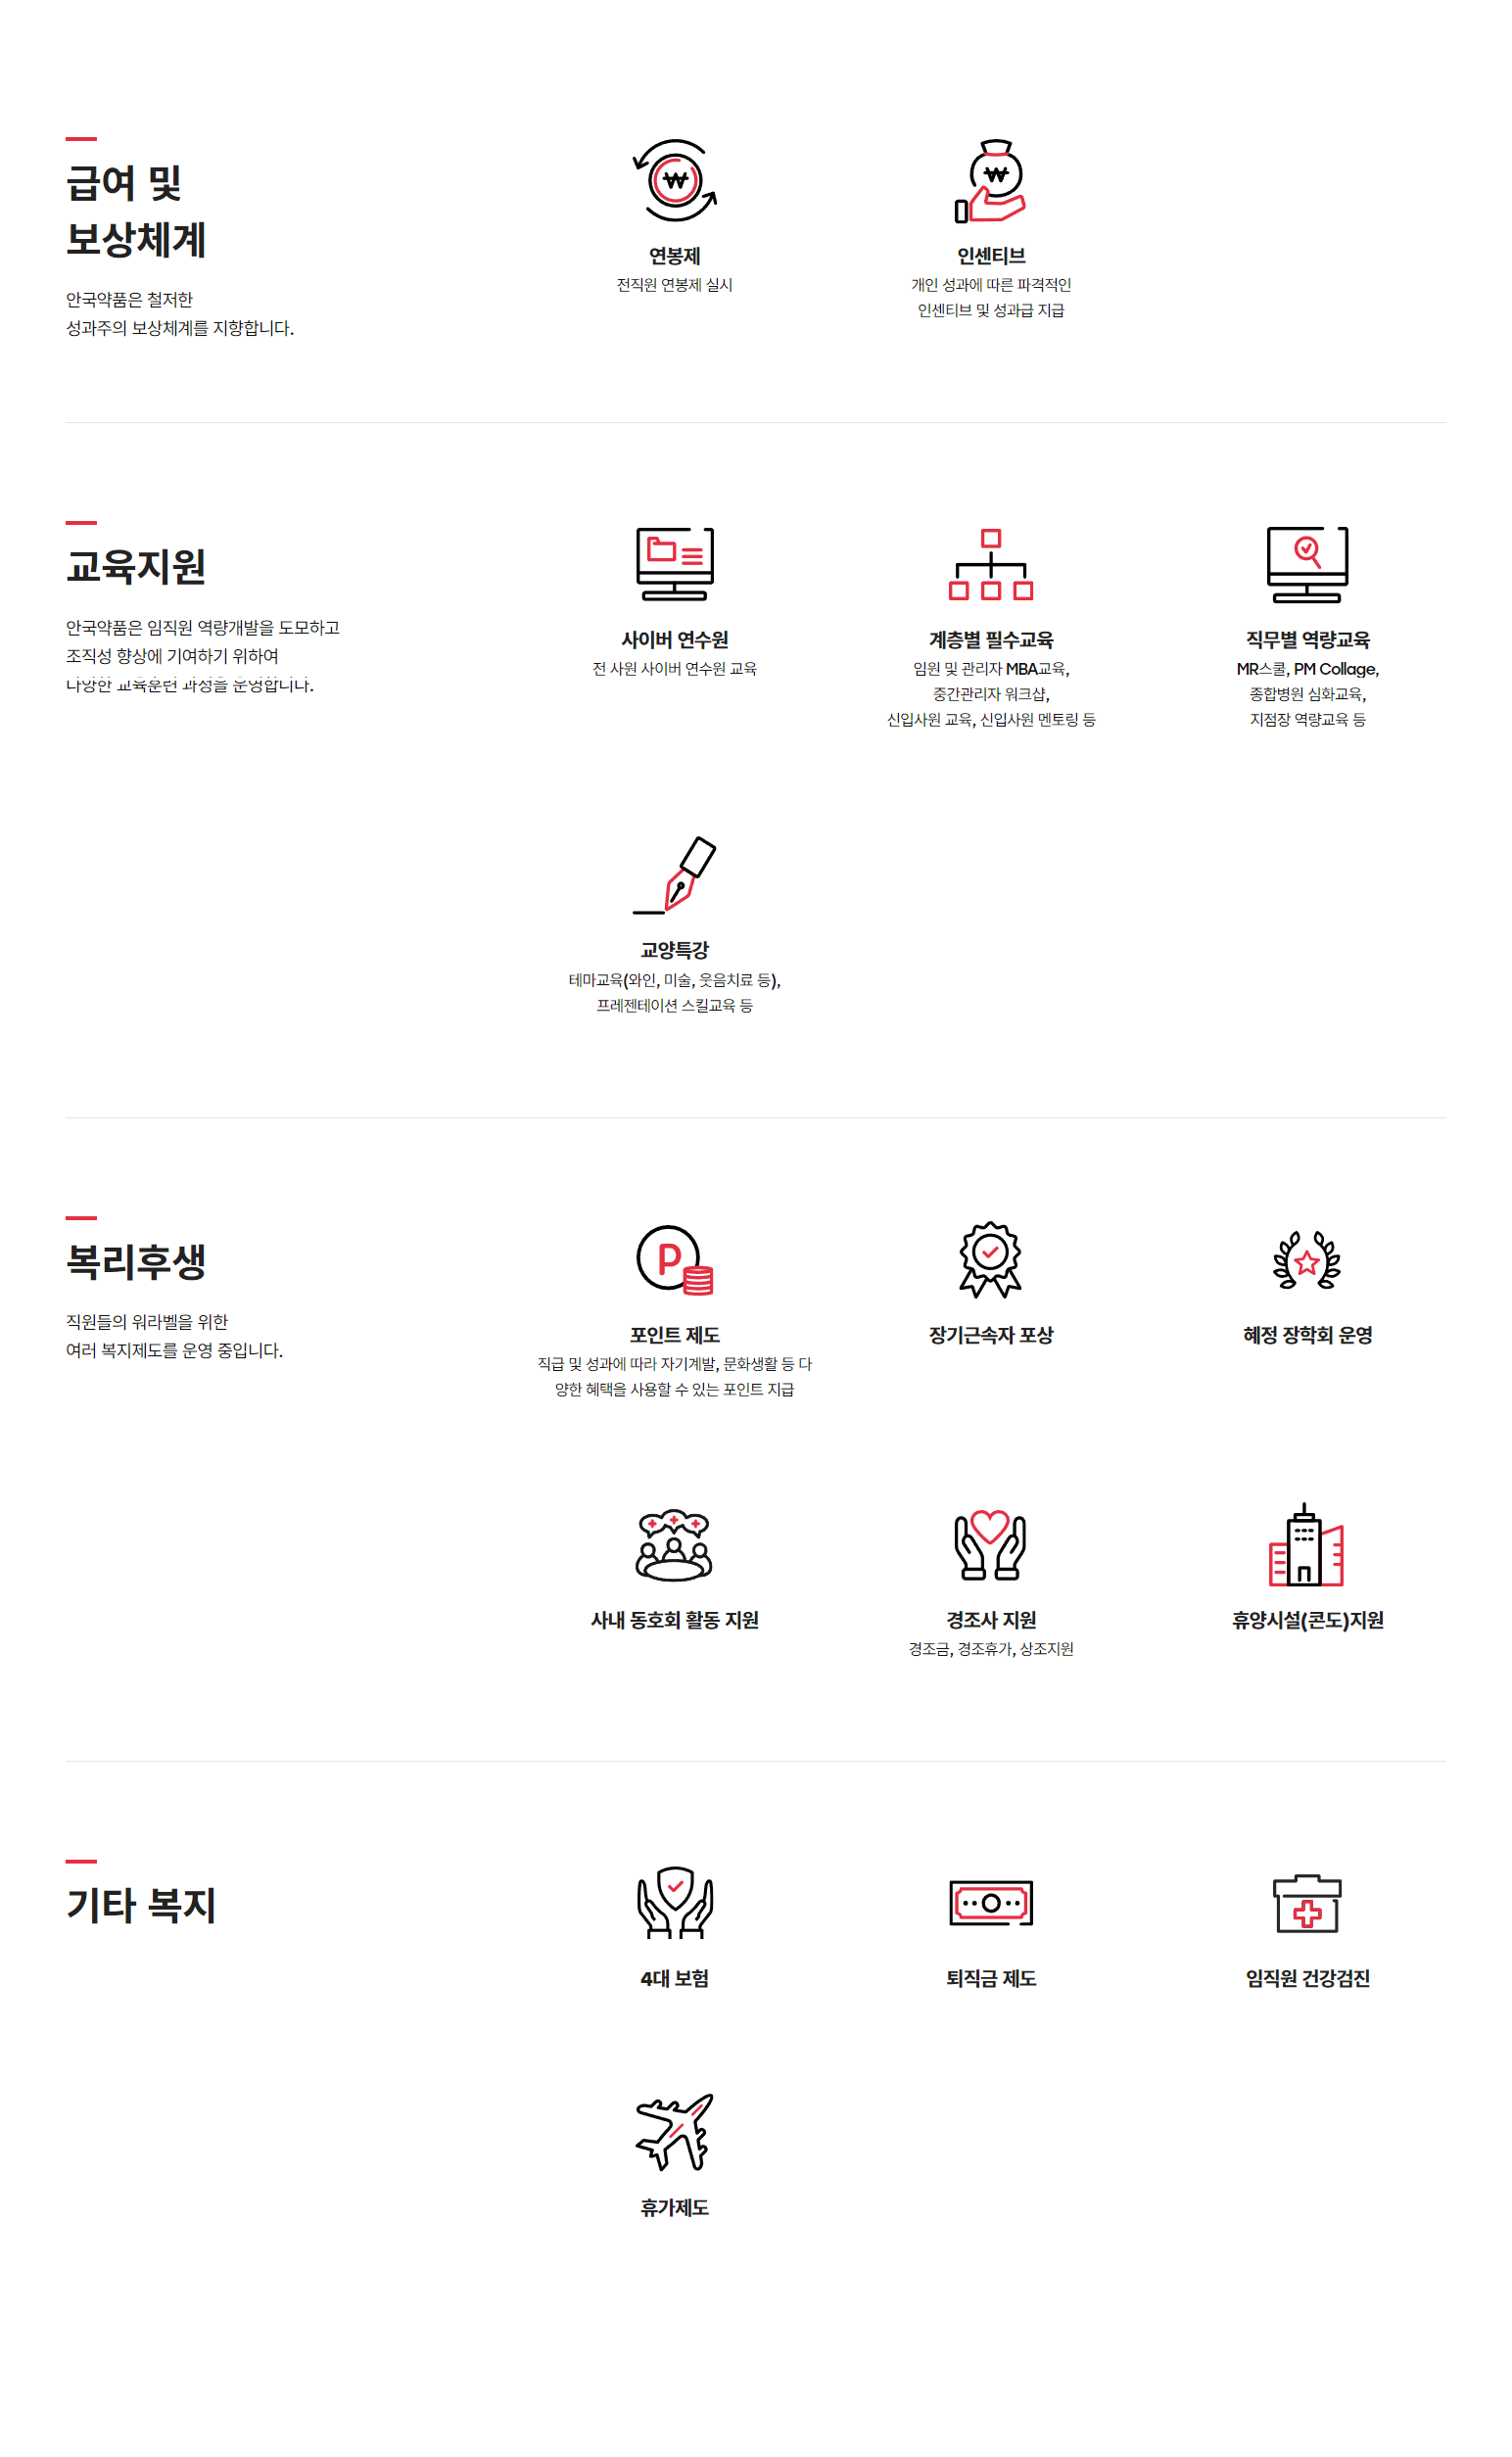 급여 및
보상체계
안국약품은 철저한
성과주의 보상체계를 지향합니다.
연봉제
전직원 연봉제 실시
인센티브
개인 성과에 따른 파격적인
인센티브 및 성과급 지급
교육지원
안국약품은 임직원 역량개발을 도모하고
조직성 향상에 기여하기 위하여
다양한 교육훈련 과정을 운영합니다.
사이버 연수원
전 사원 사이버 연수원 교육
계층별 필수교육
임원 및 관리자 MBA교육,
중간관리자 워크샵,
신입사원 교육, 신입사원 멘토링 등
직무별 역량교육
MR스쿨, PM Collage,
종합병원 심화교육,
지점장 역량교육 등
교양특강
테마교육(와인, 미술, 웃음치료 등),
프레젠테이션 스킬교육 등
복리후생
직원들의 워라벨을 위한
여러 복지제도를 운영 중입니다.
포인트 제도
직급 및 성과에 따라 자기계발, 문화생활 등 다
양한 혜택을 사용할 수 있는 포인트 지급
장기근속자 포상
혜정 장학회 운영
사내 동호회 활동 지원
경조사 지원
경조금, 경조휴가, 상조지원
휴양시설(콘도)지원
기타 복지
4대 보험
퇴직금 제도
임직원 건강검진
휴가제도